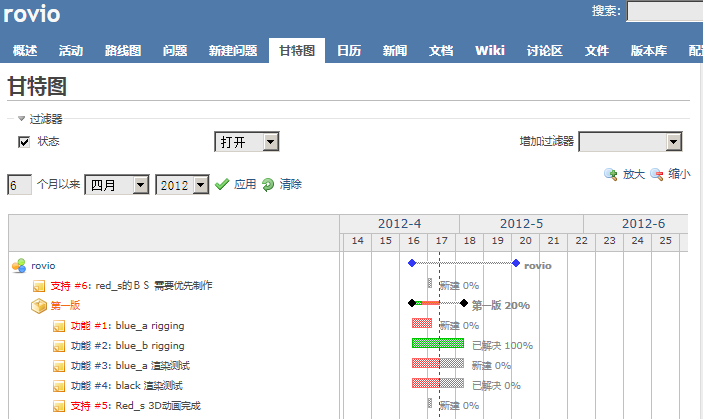 rovio
搜索:
概述 活动 路线图 问题 新建问题 甘特图 日历 新闻 文档 Wiki 讨论区 文件 版本库
甘特图
过滤器
状态 打开 增加过滤器
6 个月以来 四月 2012 应用 清除 放大 缩小
2012-4 2012-5 2012-6
14 15 16 17 18 19 20 21 22 23 24 25
rovio rovio
支持 #6: red_s的ＢＳ 需要优先制作 新建 0%
第一版 第一版 20%
功能 #1: blue_a rigging 新建 0%
功能 #2: blue_b rigging 已解决 100%
功能 #3: blue_a 渲染测试 新建 0%
功能 #4: black 渲染测试 已解决 0%
支持 #5: Red_s 3D动画完成 新建 0%